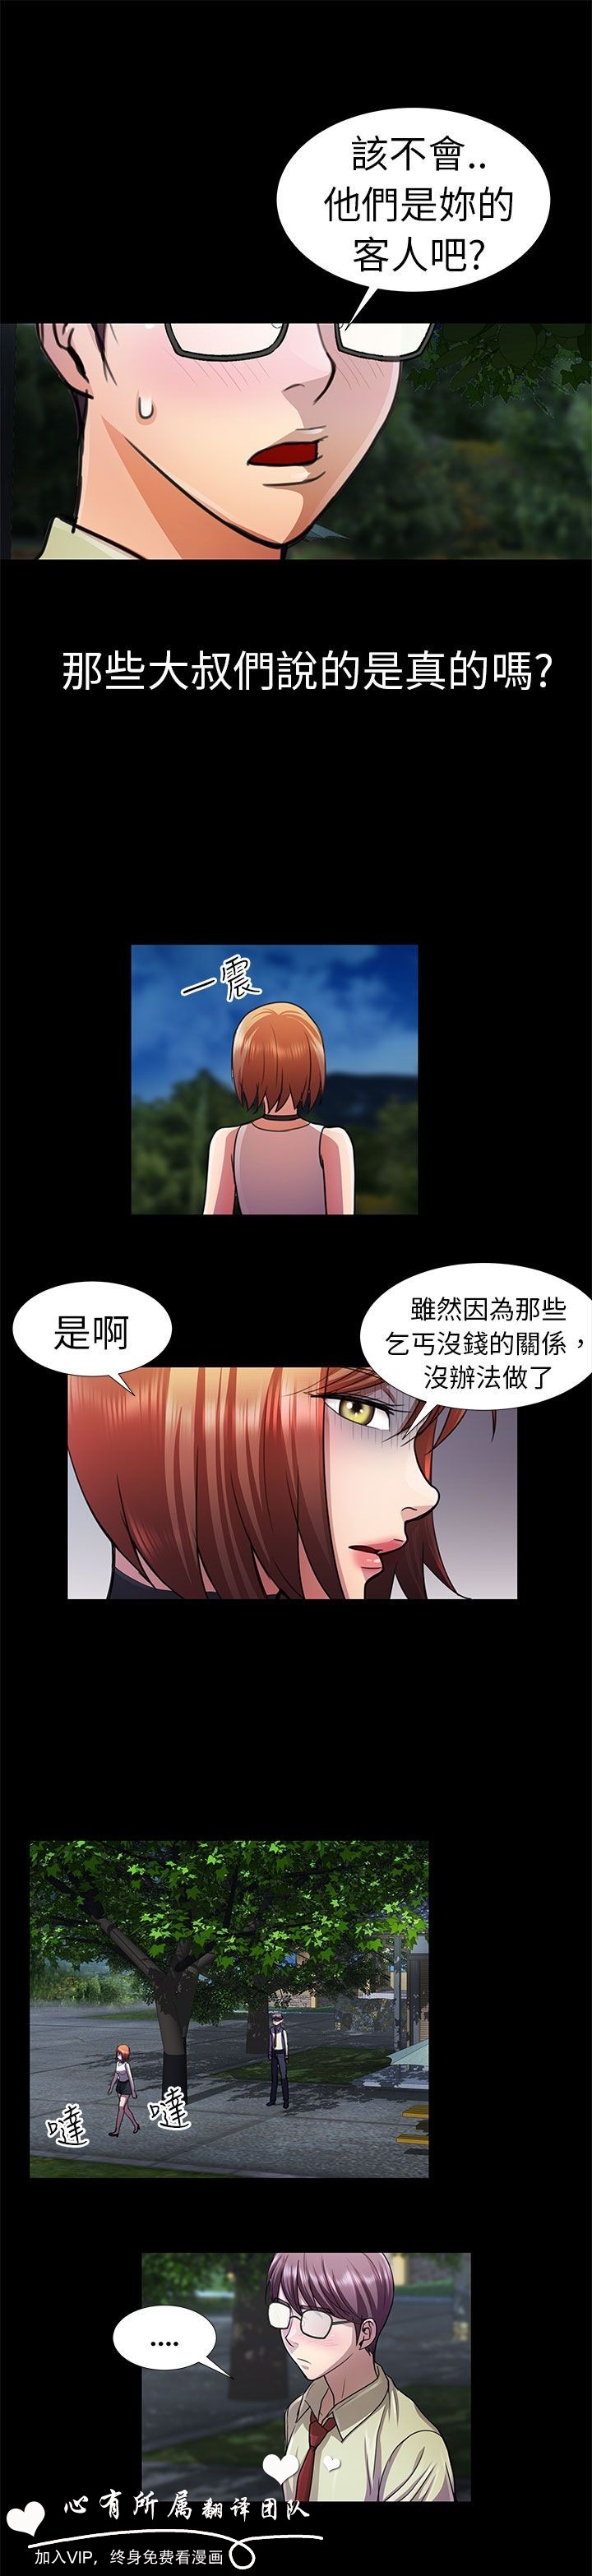 該不會..
他們是妳的
客人吧?
那些大叔們說的是真的嗎?
一震
是啊
雖然因為那些
乞丐沒錢的關係，
沒辦法做了
噠
噠
....
心有所属翻译团队
加入VIP，终身免费看漫画